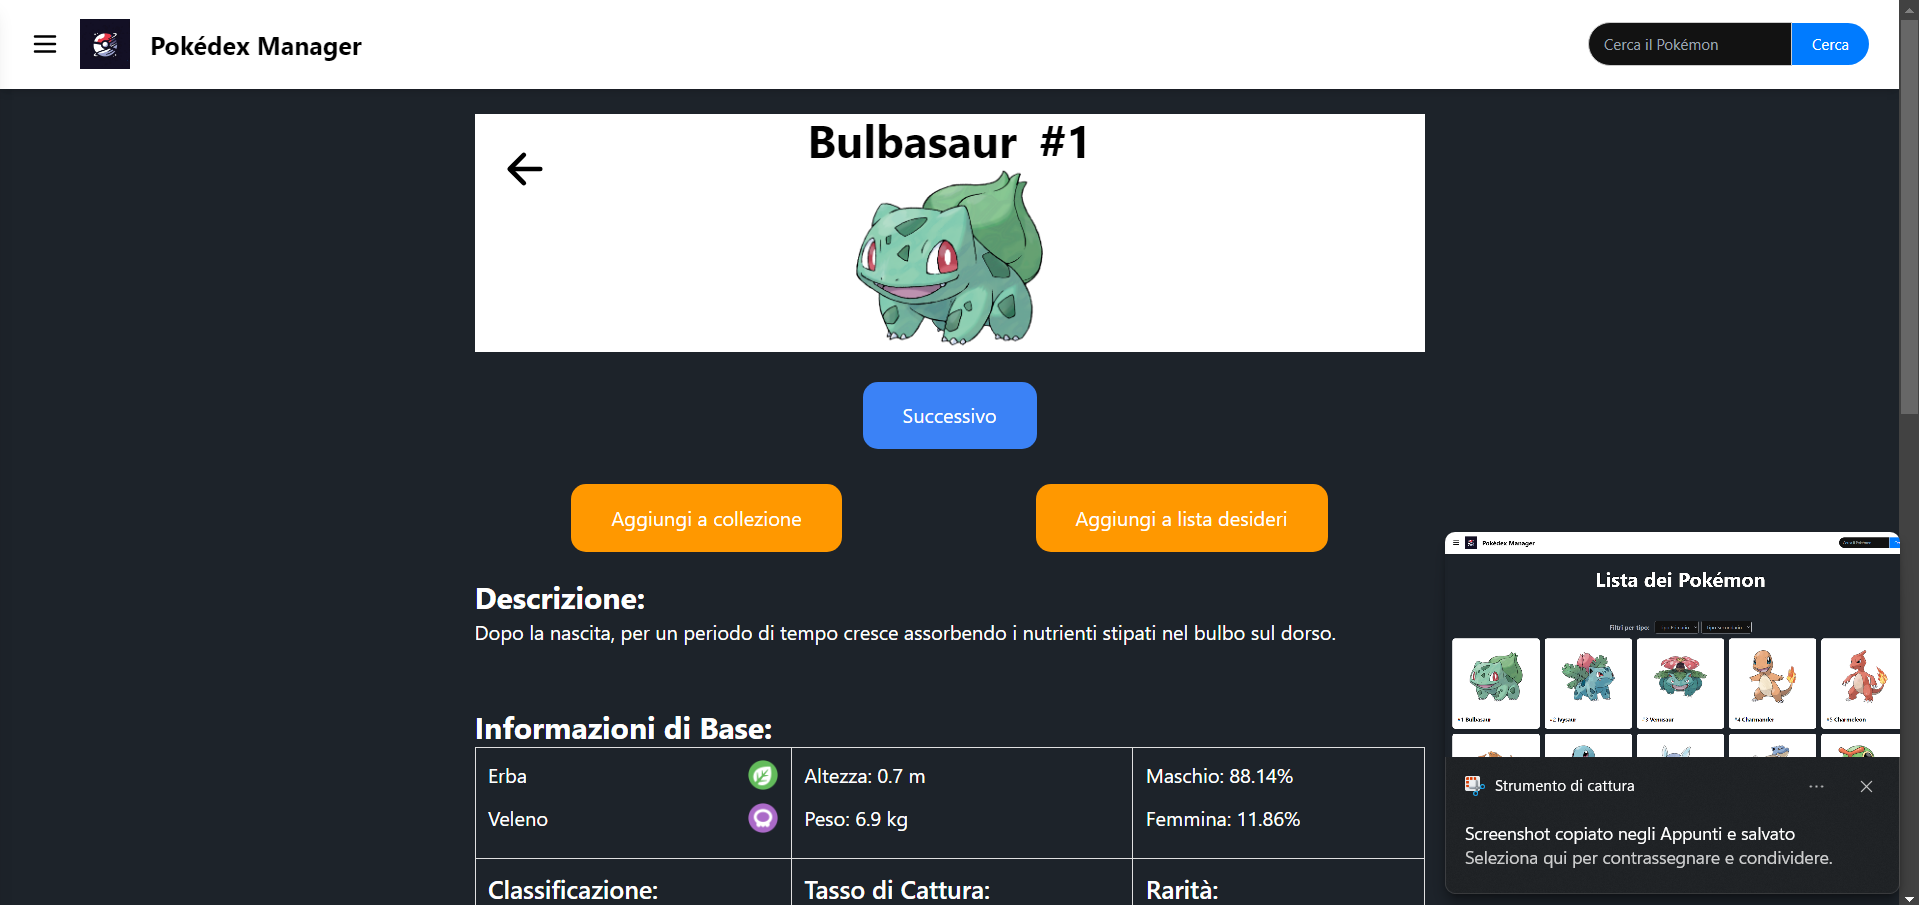 Pokédex Manager
Cerca il Pokémon
Cerca
Bulbasaur #1
Successivo
Aggiungi a collezione
Aggiungi a lista desideri
Descrizione:
Dopo la nascita, per un periodo di tempo cresce assorbendo i nutrienti stipati nel bulbo sul dorso.
Informazioni di Base:
Erba
Veleno
Altezza: 0.7 m
Peso: 6.9 kg
Maschio: 88.14%
Femmina: 11.86%
Classificazione:
Tasso di Cattura:
Rarità:
Pokédex Manager
Lista dei Pokémon
Filtri per tipo:
#1 Bulbasaur
#2 Ivysaur
#3 Venusaur
#4 Charmander
#5 Charmeleon
Strumento di cattura
Screenshot copiato negli Appunti e salvato
Seleziona qui per contrassegnare e condividere.